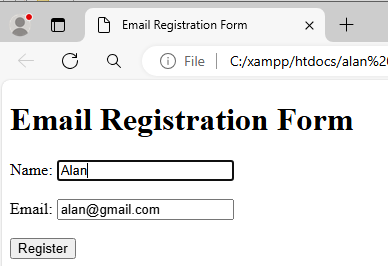 Email Registration Form
File | C:/xampp/htdocs/alan%20
Email Registration Form
Name: Alan
Email: alan@gmail.com
Register